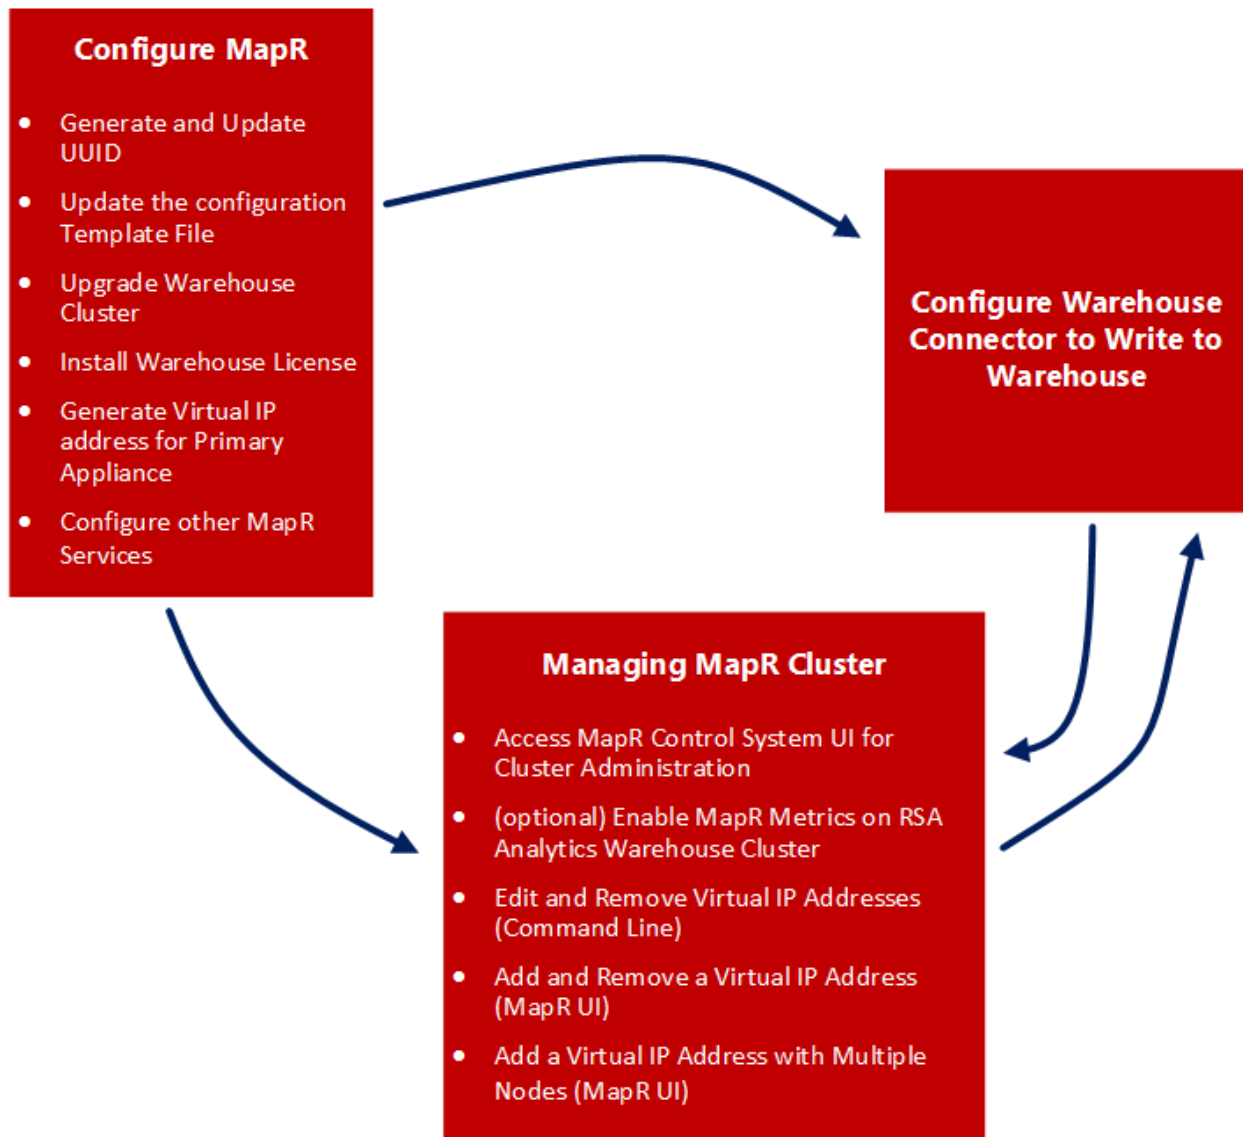 Configure MapR
• Generate and Update
UUID
• Update the configuration
Template File
• Upgrade Warehouse
Cluster
• Install Warehouse License
• Generate Virtual IP
address for Primary
Appliance
• Configure other MapR
Services
Configure Warehouse
Connector to Write to
Warehouse
Managing MapR Cluster
• Access MapR Control System UI for
Cluster Administration
• (optional) Enable MapR Metrics on RSA
Analytics Warehouse Cluster
• Edit and Remove Virtual IP Addresses
(Command Line)
• Add and Remove a Virtual IP Address
(MapR UI)
• Add a Virtual IP Address with Multiple
Nodes (MapR UI)